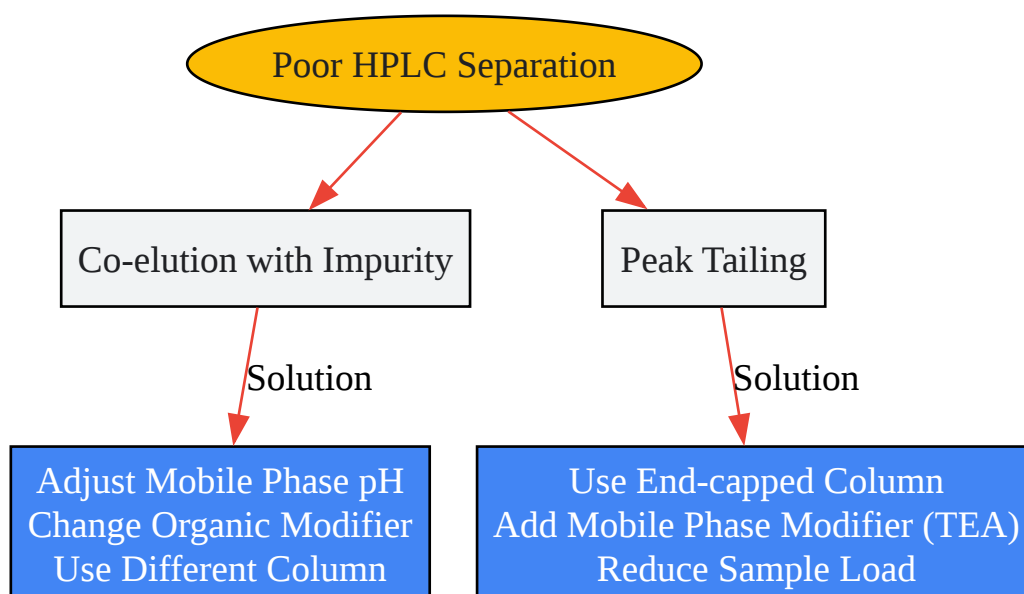 Poor HPLC Separation
Co-elution with Impurity
Peak Tailing
Solution
Solution
Adjust Mobile Phase pH
Change Organic Modifier
Use Different Column
Use End-capped Column
Add Mobile Phase Modifier (TEA)
Reduce Sample Load